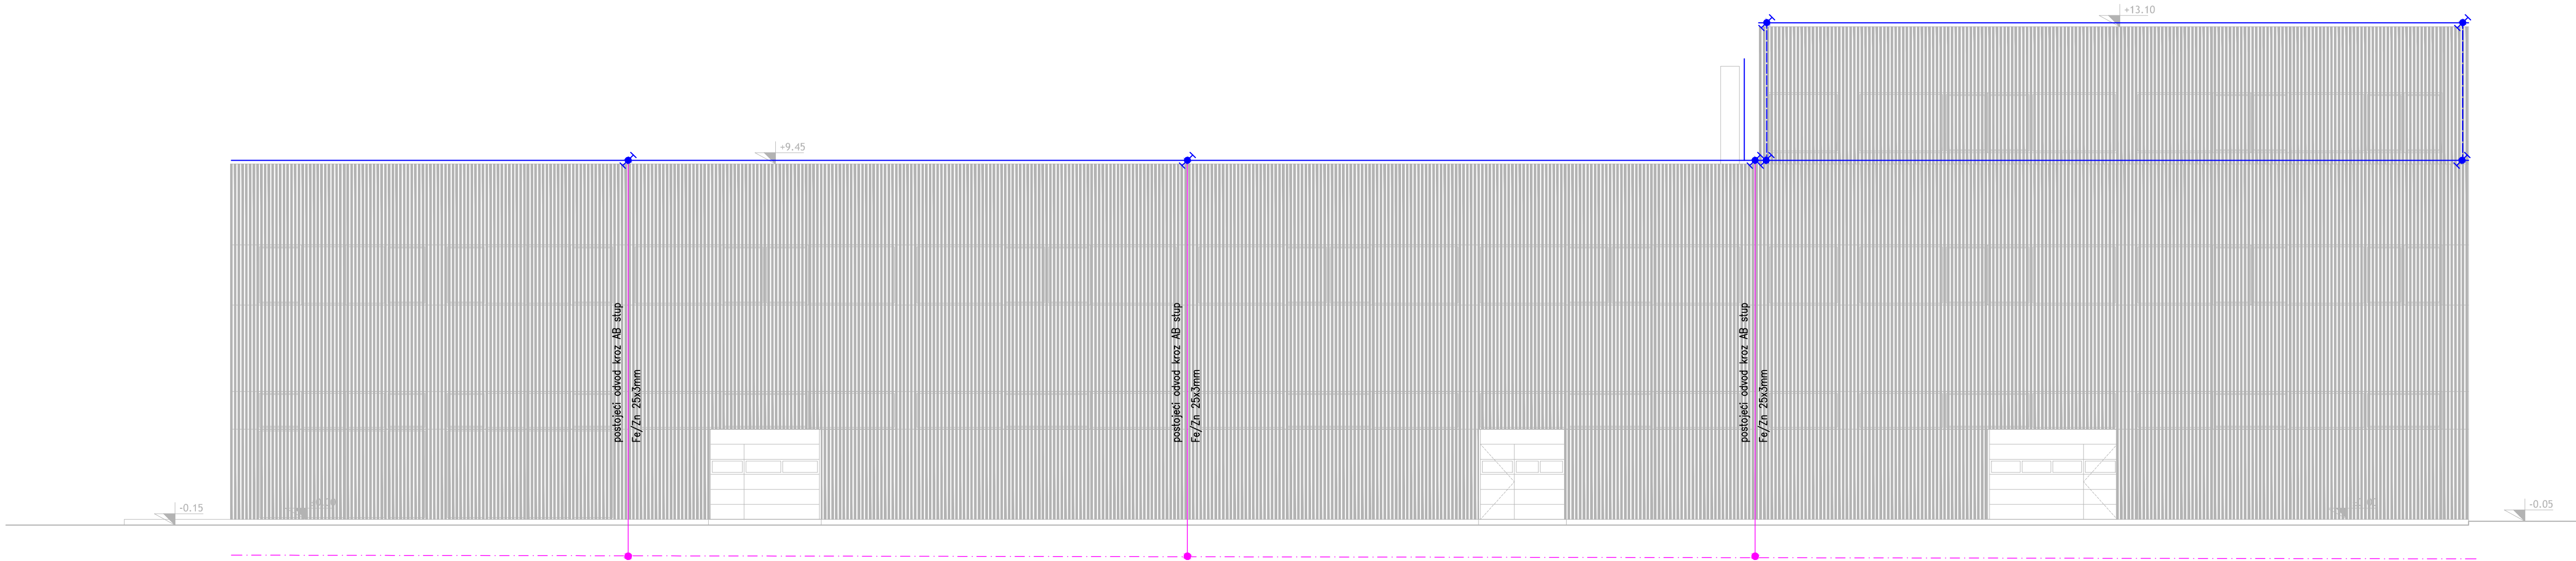 +13.10
+9.45
postojeći odvod kroz AB stup
Fe/Zn 25x3mm
postojeći odvod kroz AB stup
Fe/Zn 25x3mm
postojeći odvod kroz AB stup
Fe/Zn 25x3mm
-0.15
-0.05